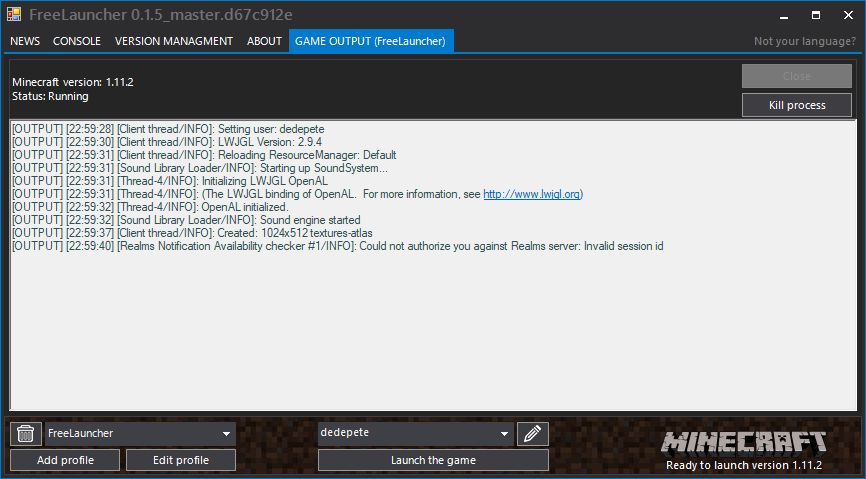 FreeLauncher 0.1.5_master.d67c912e
NEWS CONSOLE VERSION MANAGMENT ABOUT GAME OUTPUT (FreeLauncher) Not your language?
Minecraft version: 1.11.2
Status: Running
Close
Kill process
[OUTPUT] [22:59:28] [Client thread/INFO]: Setting user: dedepete
[OUTPUT] [22:59:30] [Client thread/INFO]: LWJGL Version: 2.9.4
[OUTPUT] [22:59:31] [Client thread/INFO]: Reloading ResourceManager: Default
[OUTPUT] [22:59:31] [Sound Library Loader/INFO]: Starting up SoundSystem...
[OUTPUT] [22:59:31] [Thread-4/INFO]: Initializing LWJGL OpenAL
[OUTPUT] [22:59:31] [Thread-4/INFO]: (The LWJGL binding of OpenAL.  For more information, see http://www.lwjgl.org)
[OUTPUT] [22:59:32] [Thread-4/INFO]: OpenAL initialized.
[OUTPUT] [22:59:32] [Sound Library Loader/INFO]: Sound engine started
[OUTPUT] [22:59:37] [Client thread/INFO]: Created: 1024x512 textures-atlas
[OUTPUT] [22:59:40] [Realms Notification Availability checker #1/INFO]: Could not authorize you against Realms server: Invalid session id
FreeLauncher dedepete
MINECRAFT
Add profile Edit profile Launch the game
Ready to launch version 1.11.2